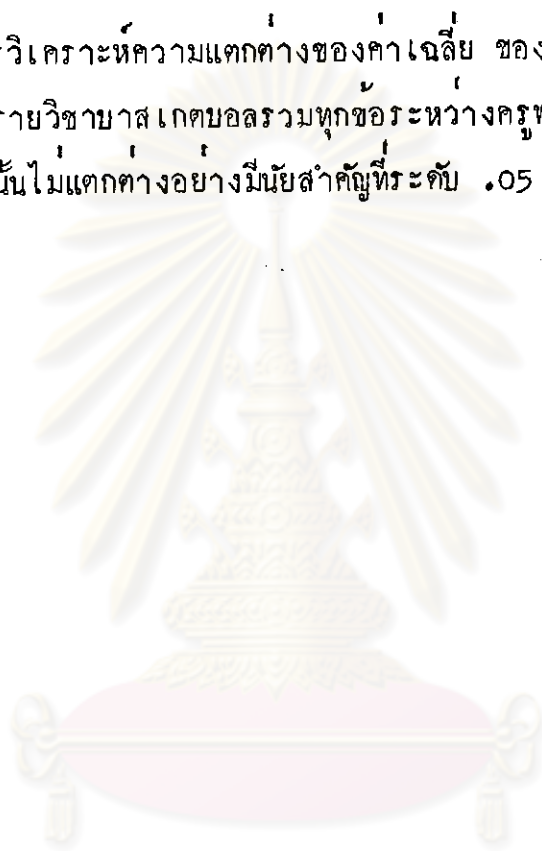 วิเคราะห์ความแตกต่างของค่าเฉลี่ย ของ
รายวิชาบาสเกตบอลรวมทุกข้อระหว่างครู
นั้นไม่แตกต่างอย่างมีนัยสำคัญที่ระดับ .05